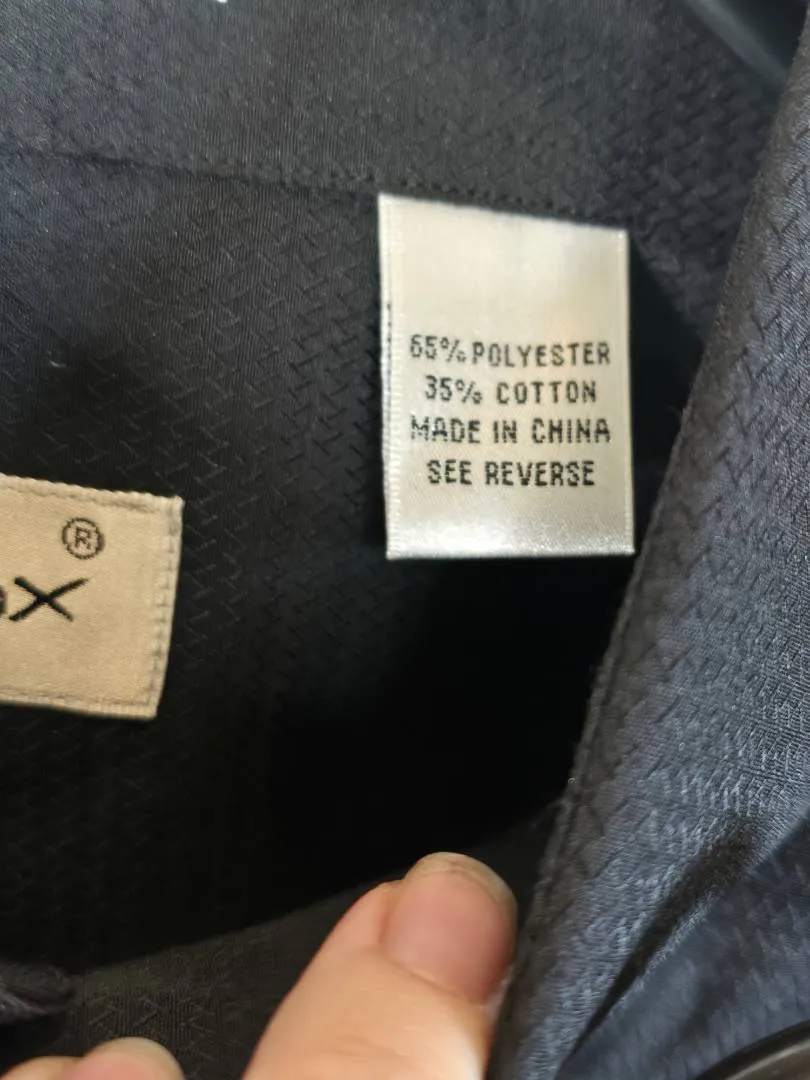 65% POLYESTER
35% COTTON
MADE IN CHINA
SEE REVERSE
®